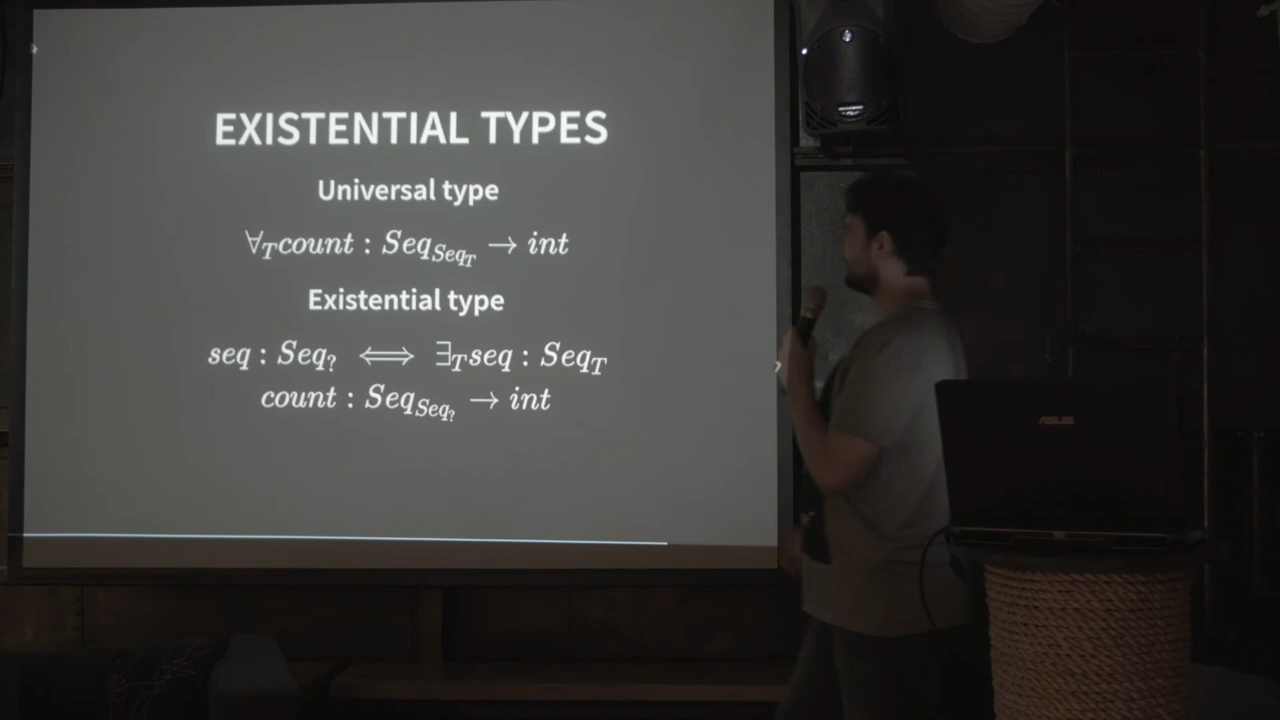 EXISTENTIAL TYPES
Universal type
∀_T count : Seq_{Seq_T} → int
Existential type
seq : Seq_? ⟺ ∃_T seq : Seq_T
count : Seq_{Seq_?} → int
ASUS